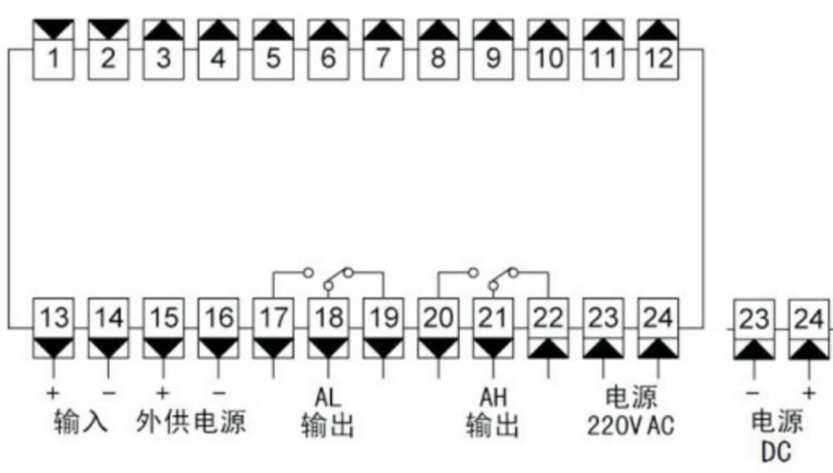 1 2 3 4 5 6 7 8 9 10 11 12
13 14 15 16 17 18 19 20 21 22 23 24 23 24
+ − + − AL AH 电源 − +
输入 外供电源 输出 输出 220V AC 电源
DC